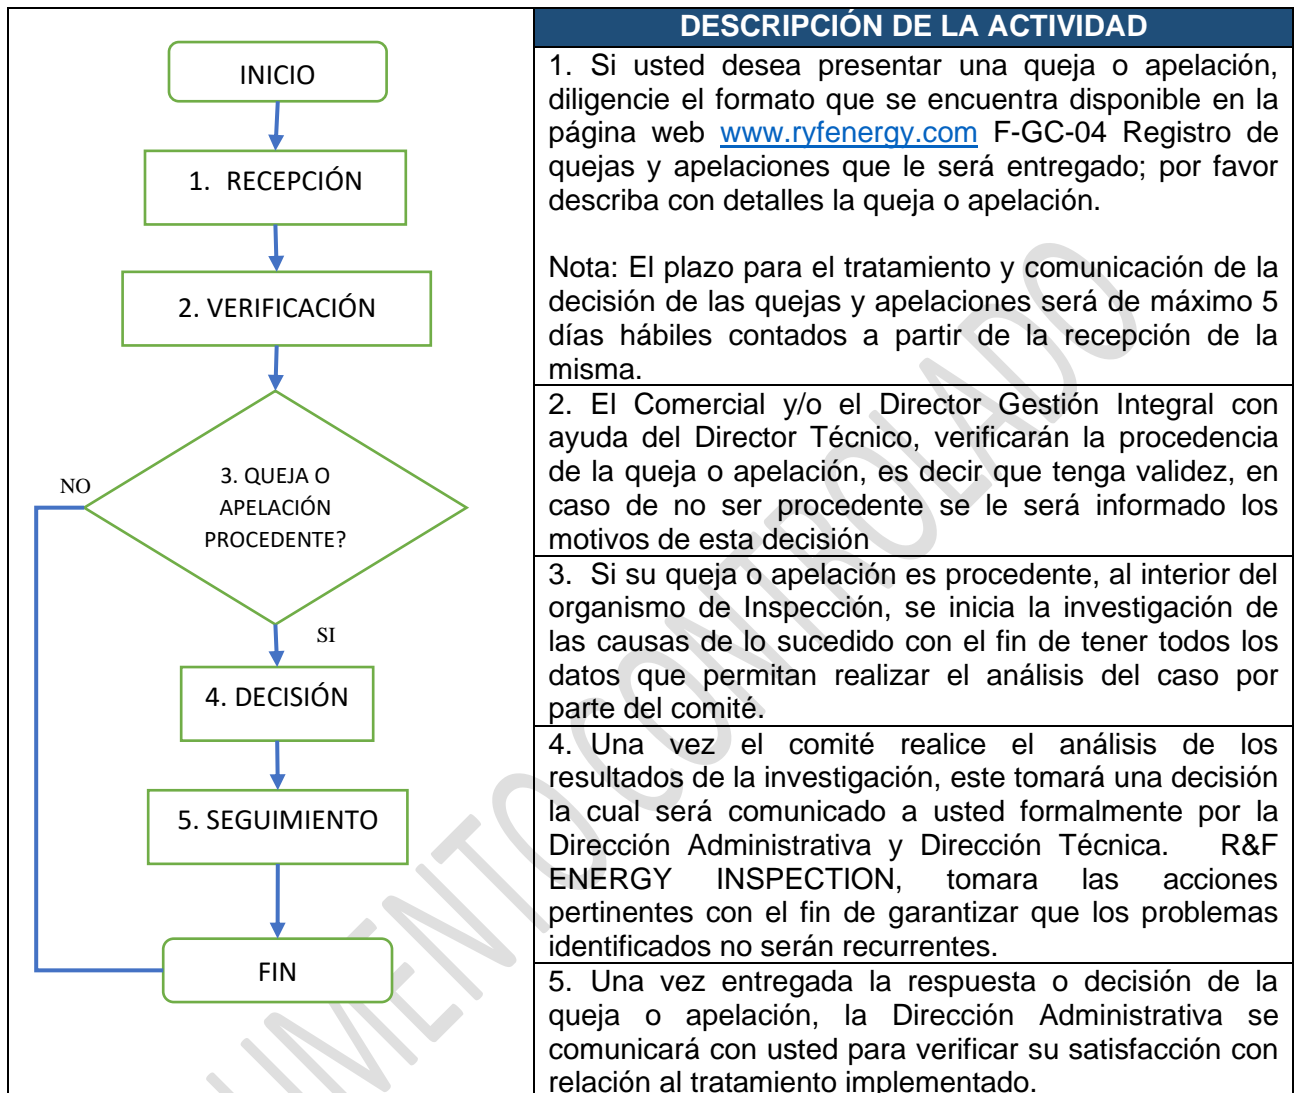 INICIO
1. RECEPCIÓN
2. VERIFICACIÓN
3. QUEJA O
APELACIÓN
PROCEDENTE?
NO
SI
4. DECISIÓN
5. SEGUIMIENTO
FIN
DESCRIPCIÓN DE LA ACTIVIDAD
1. Si usted desea presentar una queja o apelación,
diligencie el formato que se encuentra disponible en la
página web www.ryfenergy.com F-GC-04 Registro de
quejas y apelaciones que le será entregado; por favor
describa con detalles la queja o apelación.
Nota: El plazo para el tratamiento y comunicación de la
decisión de las quejas y apelaciones será de máximo 5
días hábiles contados a partir de la recepción de la
misma.
2. El Comercial y/o el Director Gestión Integral con
ayuda del Director Técnico, verificarán la procedencia
de la queja o apelación, es decir que tenga validez, en
caso de no ser procedente se le será informado los
motivos de esta decisión
3. Si su queja o apelación es procedente, al interior del
organismo de Inspección, se inicia la investigación de
las causas de lo sucedido con el fin de tener todos los
datos que permitan realizar el análisis del caso por
parte del comité.
4. Una vez el comité realice el análisis de los
resultados de la investigación, este tomará una decisión
la cual será comunicado a usted formalmente por la
Dirección Administrativa y Dirección Técnica. R&F
ENERGY INSPECTION, tomara las acciones
pertinentes con el fin de garantizar que los problemas
identificados no serán recurrentes.
5. Una vez entregada la respuesta o decisión de la
queja o apelación, la Dirección Administrativa se
comunicará con usted para verificar su satisfacción con
relación al tratamiento implementado.
UMENTO CONTROLADO